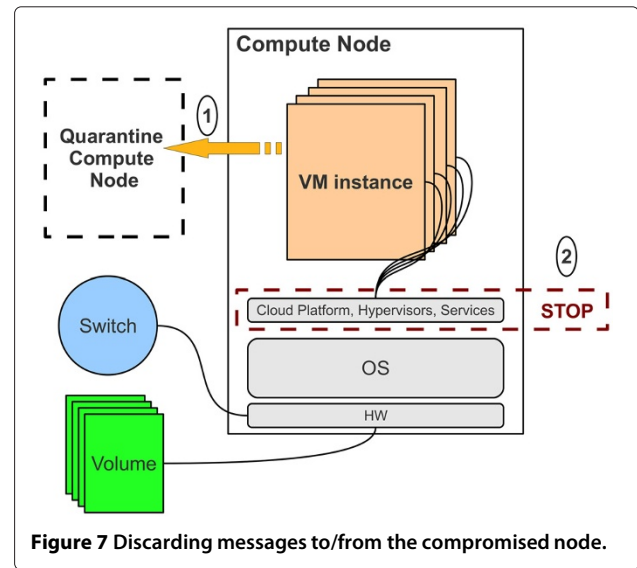 Compute Node
1
Quarantine
Compute
Node
VM instance
2
Cloud Platform, Hypervisors, Services
STOP
Switch
OS
HW
Volume
Figure 7 Discarding messages to/from the compromised node.